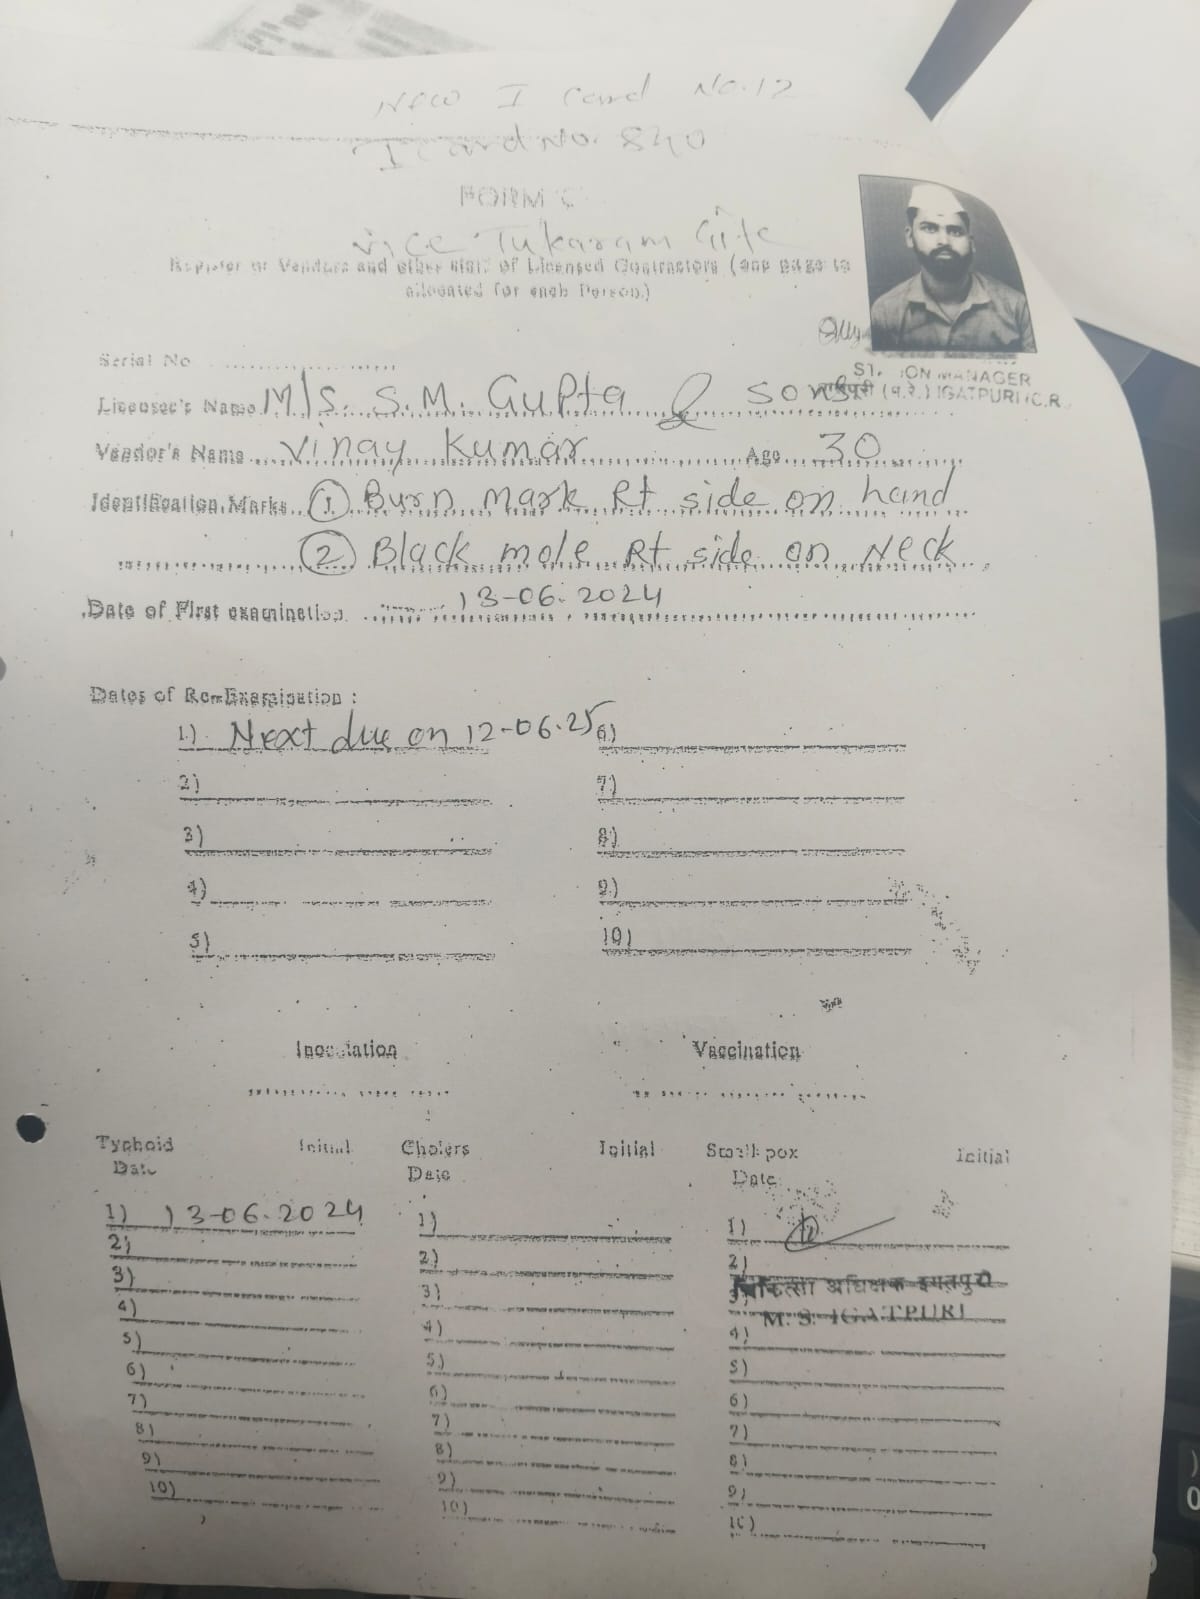 New I Card No. 12
I Card No. 840
FORM C
Vice Tukaram Gite
Register of Vendors and other staff of Licensed Contractors (one page to
allocated for each Person.)
Serial No ....................
STATION MANAGER
इगतपुरी (म.रे.) IGATPURI (C.R.
Licensee's Name M/s. S.M. Gupta & sons
Vendor's Name Vinay Kumar Age 30
Identification Marks ① Burn mark Rt side on hand
② Black mole Rt side on Neck
Date of First examination 13-06-2024
Dates of Re-Examination :
1) Next due on 12-06-25 6)
2) 7)
3) 8)
4) 9)
5) 10)
Inoculation Vaccination
Typhoid Initial Cholers Initial Small pox Initial
Date Date Date
1) 13-06-2024 1) 1)
2) 2) 2)
3) 3) 3)
चिकित्सा अधिक्षक इगतपुरी
M. S. IGATPURI
4) 4) 4)
5) 5) 5)
6) 6) 6)
7) 7) 7)
8) 8) 8)
9) 9) 9)
10) 10) 10)